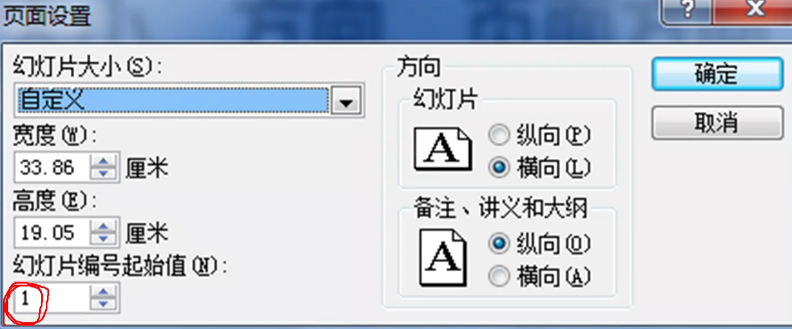 页面设置
幻灯片大小(S):
自定义
宽度(W):
33.86 厘米
高度(E):
19.05 厘米
幻灯片编号起始值(N):
1
方向
幻灯片
A
纵向(P)
横向(L)
备注、讲义和大纲
A
纵向(O)
横向(A)
?
X
确定
取消